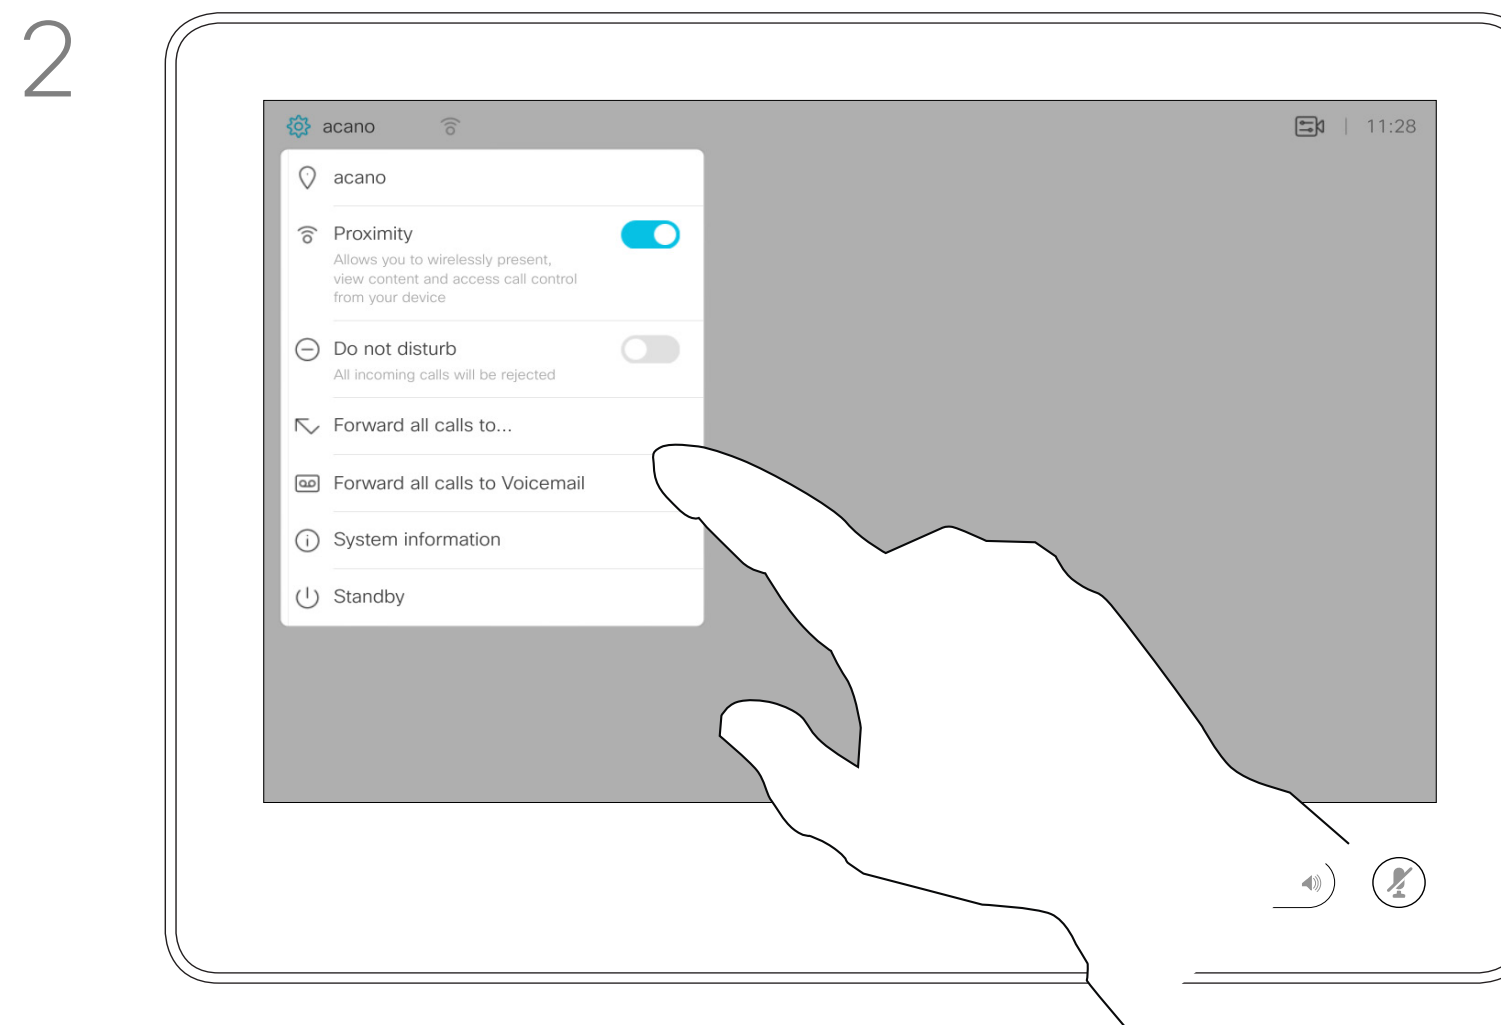 2
acano
11:28
acano
Proximity
Allows you to wirelessly present,
view content and access call control
from your device
Do not disturb
All incoming calls will be rejected
Forward all calls to...
Forward all calls to Voicemail
System information
Standby